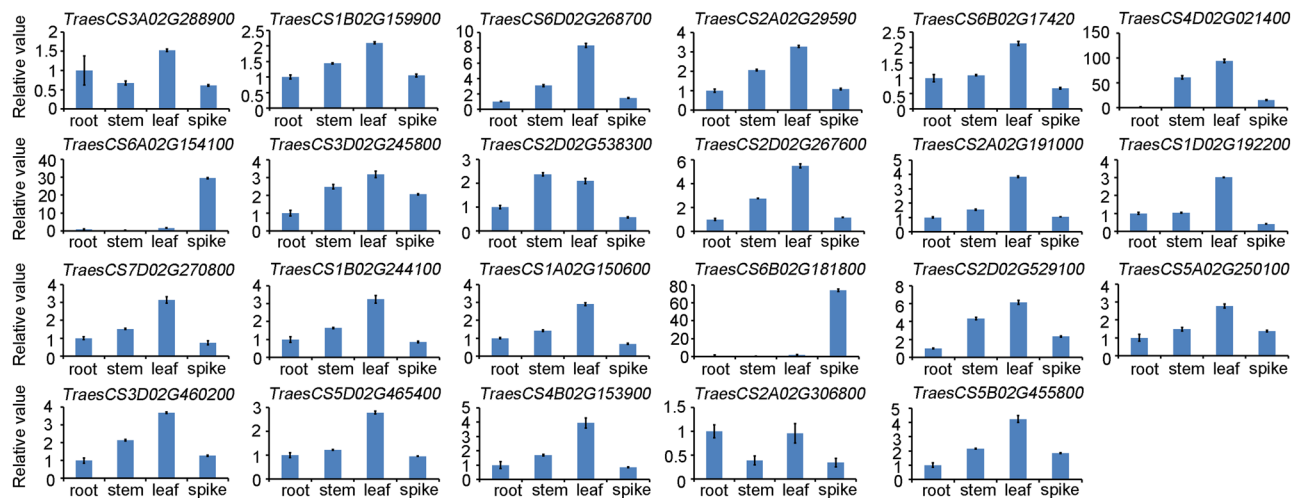 TraesCS3A02G288900 TraesCS1B02G159900 TraesCS6D02G268700 TraesCS2A02G29590 TraesCS6B02G17420 TraesCS4D02G021400
Relative value
2 1.5 1 0.5 0
2.5 2 1.5 1 0.5 0
10 8 6 4 2 0
4 3 2 1 0
2.5 2 1.5 1 0.5 0
150 100 50 0
root stem leaf spike root stem leaf spike root stem leaf spike root stem leaf spike root stem leaf spike root stem leaf spike
TraesCS6A02G154100 TraesCS3D02G245800 TraesCS2D02G538300 TraesCS2D02G267600 TraesCS2A02G191000 TraesCS1D02G192200
Relative value
40 30 20 10 0
4 3 2 1 0
3 2 1 0
6 4 2 0
5 4 3 2 1 0
4 3 2 1 0
root stem leaf spike root stem leaf spike root stem leaf spike root stem leaf spike root stem leaf spike root stem leaf spike
TraesCS7D02G270800 TraesCS1B02G244100 TraesCS1A02G150600 TraesCS6B02G181800 TraesCS2D02G529100 TraesCS5A02G250100
Relative value
4 3 2 1 0
4 3 2 1 0
4 3 2 1 0
80 60 40 20 0
8 6 4 2 0
4 3 2 1 0
root stem leaf spike root stem leaf spike root stem leaf spike root stem leaf spike root stem leaf spike root stem leaf spike
TraesCS3D02G460200 TraesCS5D02G465400 TraesCS4B02G153900 TraesCS2A02G306800 TraesCS5B02G455800
Relative value
4 3 2 1 0
3 2 1 0
5 4 3 2 1 0
1.5 1 0.5 0
5 4 3 2 1 0
root stem leaf spike root stem leaf spike root stem leaf spike root stem leaf spike root stem leaf spike